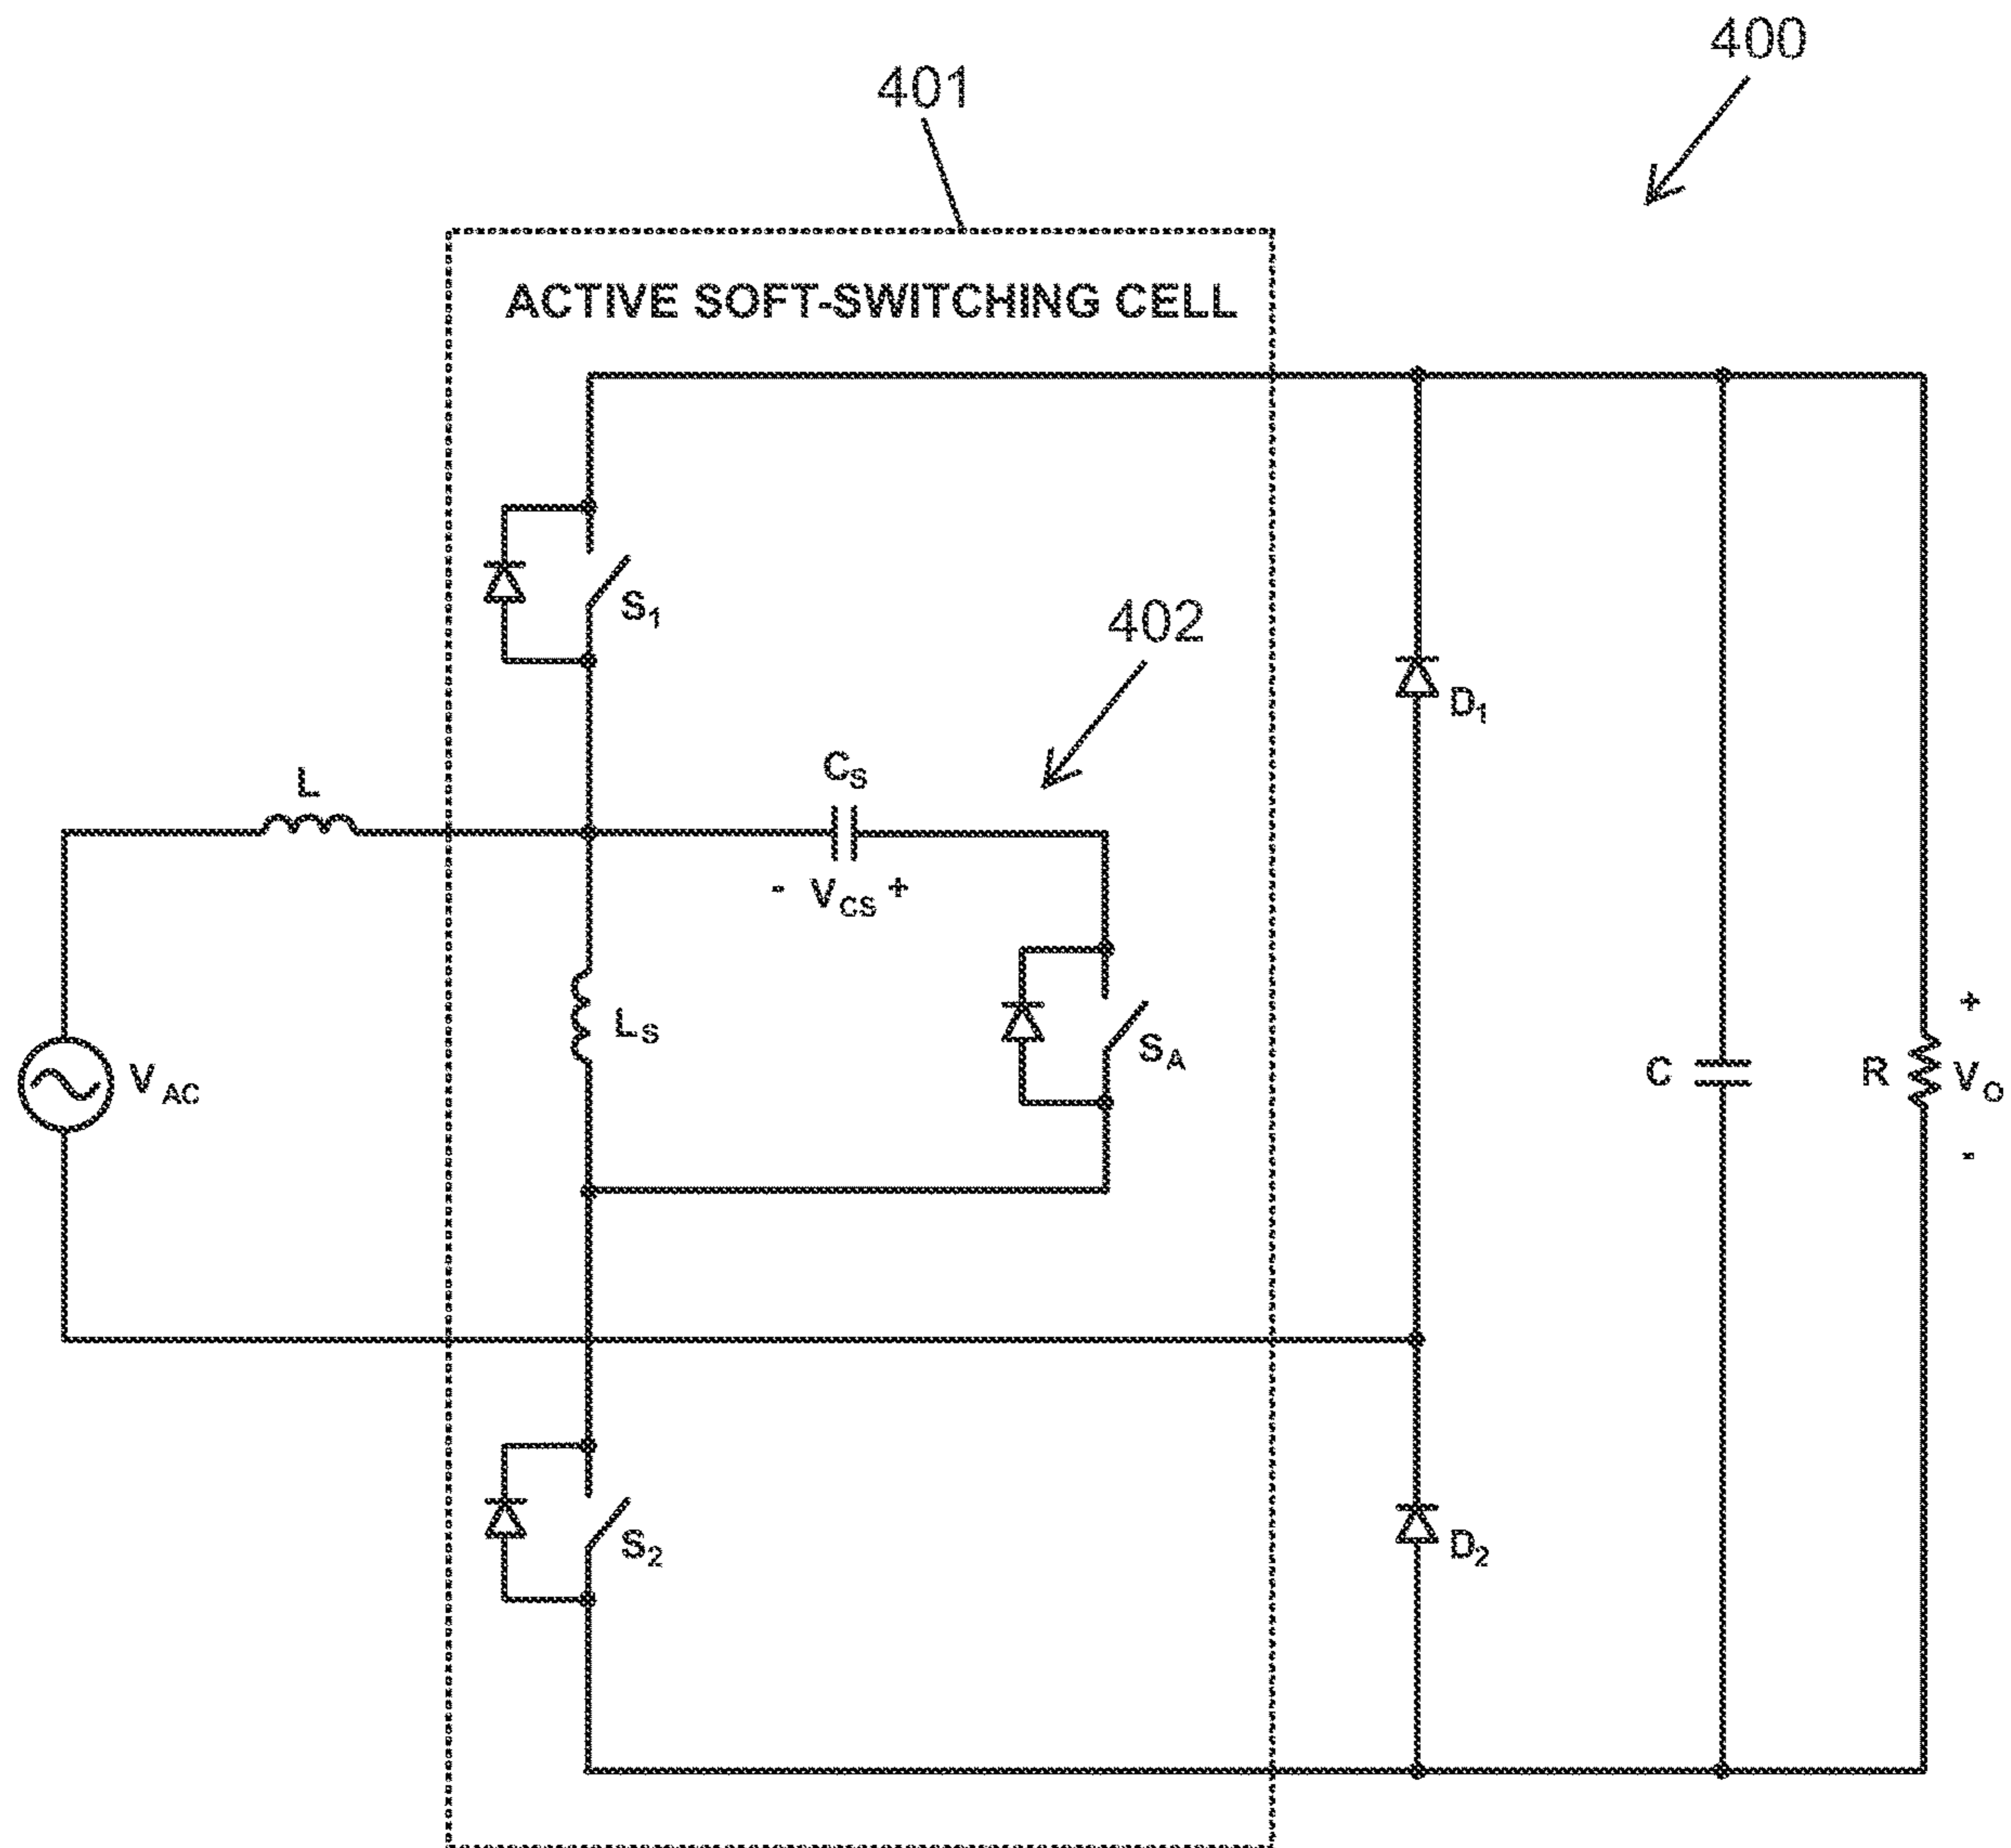 400
401
ACTIVE SOFT-SWITCHING CELL
S1
402
D1
L
CS
- VCS +
LS
SA
VAC
C
R
+
VO
-
S2
D2